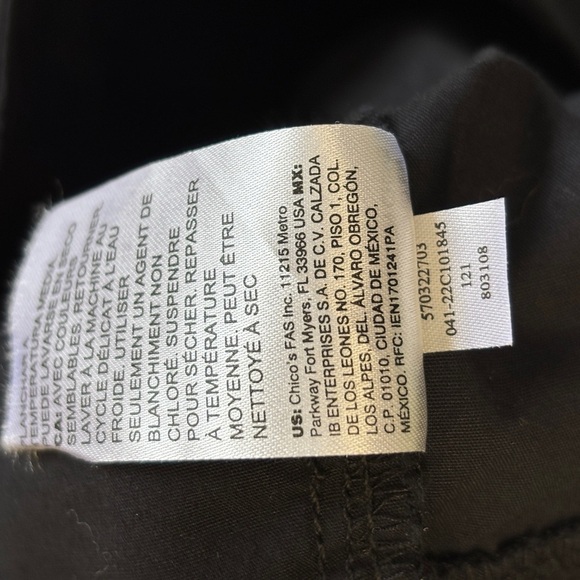 PLANCHAR
TEMPERATURA MEDIA.
PUEDE LAVARSE EN SECO
CA: AVEC COULEURS
SEMBLABLES. RETOURNER.
LAVER À LA MACHINE AU
CYCLE DÉLICAT À L'EAU
FROIDE. UTILISER
SEULEMENT UN AGENT DE
BLANCHIMENT NON
CHLORÉ. SUSPENDRE
POUR SÉCHER. REPASSER
À TEMPÉRATURE
MOYENNE. PEUT ÊTRE
NETTOYÉ À SEC
US: Chico's FAS Inc. 11215 Metro
Parkway Fort Myers, FL 33966 USA MX:
IB ENTERPRISES S.A. DE C.V. CALZADA
DE LOS LEONES NO. 170, PISO 1, COL.
LOS ALPES, DEL. ÁLVARO OBREGÓN,
C.P. 01010, CIUDAD DE MÉXICO,
MÉXICO. RFC: IEN1701241PA
570322703
041-22C101845
121
803108